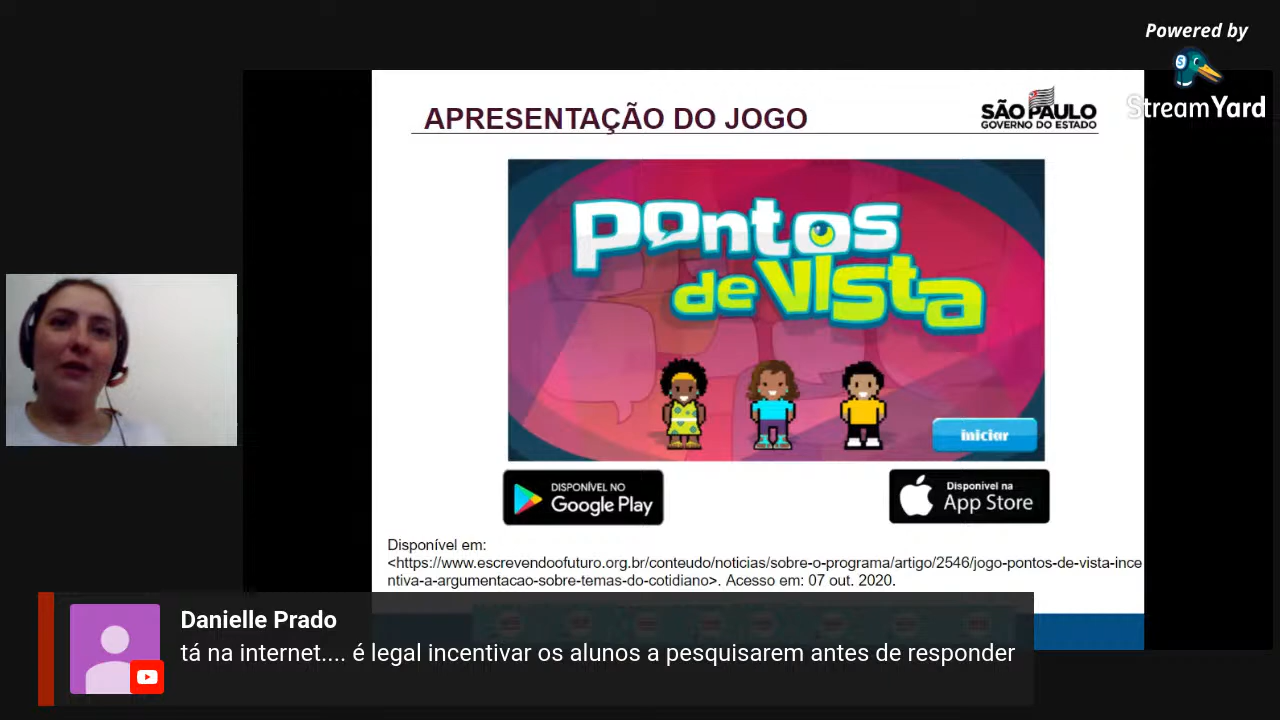 Powered by
StreamYard
APRESENTAÇÃO DO JOGO
SÃO PAULO
GOVERNO DO ESTADO
pontos
de vista
iniciar
DISPONÍVEL NO
Google Play
Disponível na
App Store
Disponível em:
<https://www.escrevendoofuturo.org.br/conteudo/noticias/sobre-o-programa/artigo/2546/jogo-pontos-de-vista-ince
ntiva-a-argumentacao-sobre-temas-do-cotidiano>. Acesso em: 07 out. 2020.
Danielle Prado
tá na internet.... é legal incentivar os alunos a pesquisarem antes de responder